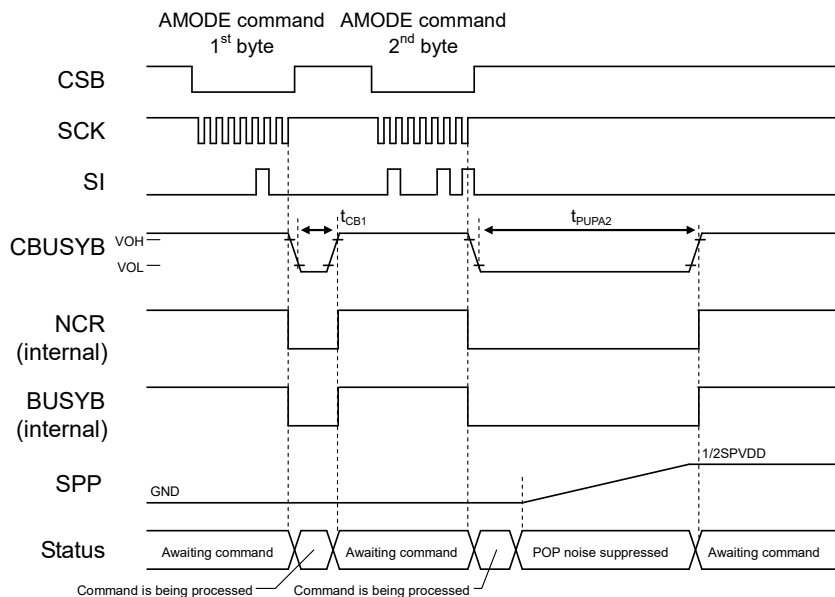 AMODE command
1st byte
AMODE command
2nd byte
CSB
SCK
SI
tCB1
tPUPA2
CBUSYB
VOH
VOL
NCR
(internal)
BUSYB
(internal)
SPP
GND
1/2SPVDD
Status
Awaiting command
Awaiting command
POP noise suppressed
Awaiting command
Command is being processed
Command is being processed